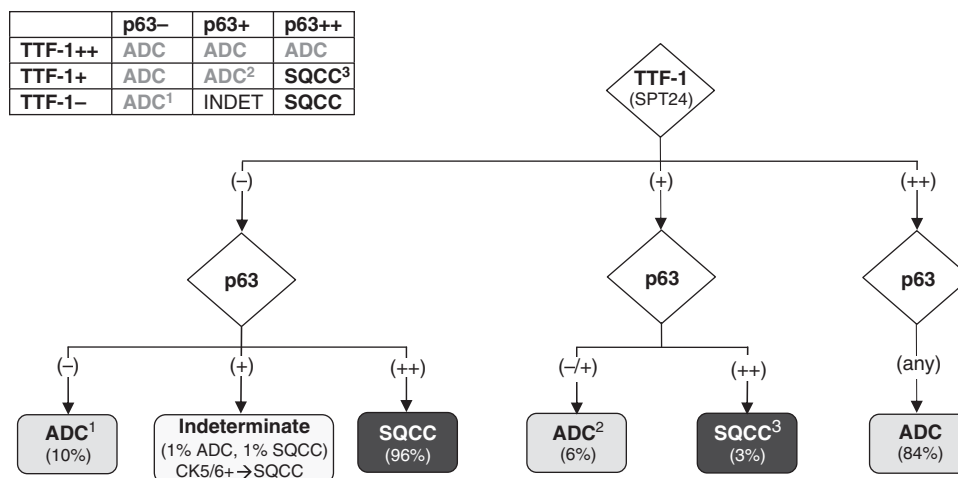 p63– p63+ p63++
TTF-1++ ADC ADC ADC
TTF-1+ ADC ADC² SQCC³
TTF-1– ADC¹ INDET SQCC
TTF-1
(SPT24)
(–) (+) (++)
p63 p63 p63
(–) (+) (++) (–/+) (++) (any)
ADC¹
(10%)
Indeterminate
(1% ADC, 1% SQCC)
CK5/6+→SQCC
SQCC
(96%)
ADC²
(6%)
SQCC³
(3%)
ADC
(84%)